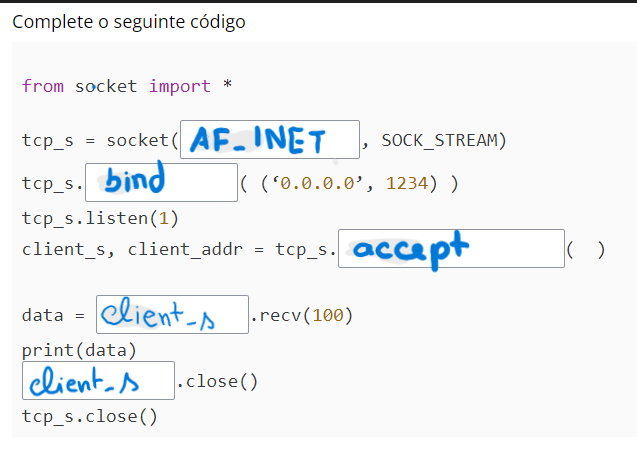 Complete o seguinte código
from socket import *
tcp_s = socket( AF_INET , SOCK_STREAM)
tcp_s. bind ( (‘0.0.0.0’, 1234) )
tcp_s.listen(1)
client_s, client_addr = tcp_s. accept ( )
data = client_s .recv(100)
print(data)
client_s .close()
tcp_s.close()